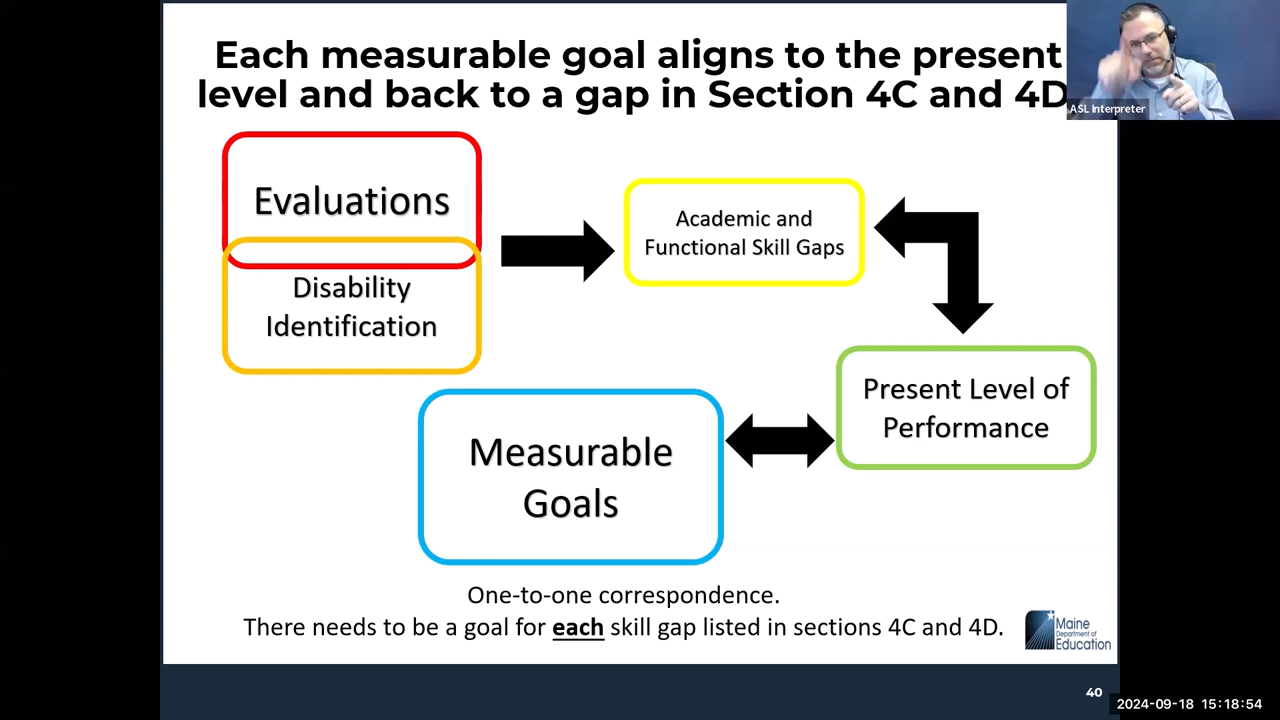 Each measurable goal aligns to the present
level and back to a gap in Section 4C and 4D
ASL Interpreter
Evaluations
Disability
Identification
Academic and
Functional Skill Gaps
Present Level of
Performance
Measurable
Goals
One-to-one correspondence.
There needs to be a goal for each skill gap listed in sections 4C and 4D.
Maine
Department of
Education
40
2024-09-18 15:18:54